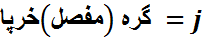 j = گره (مفصل) خرپا